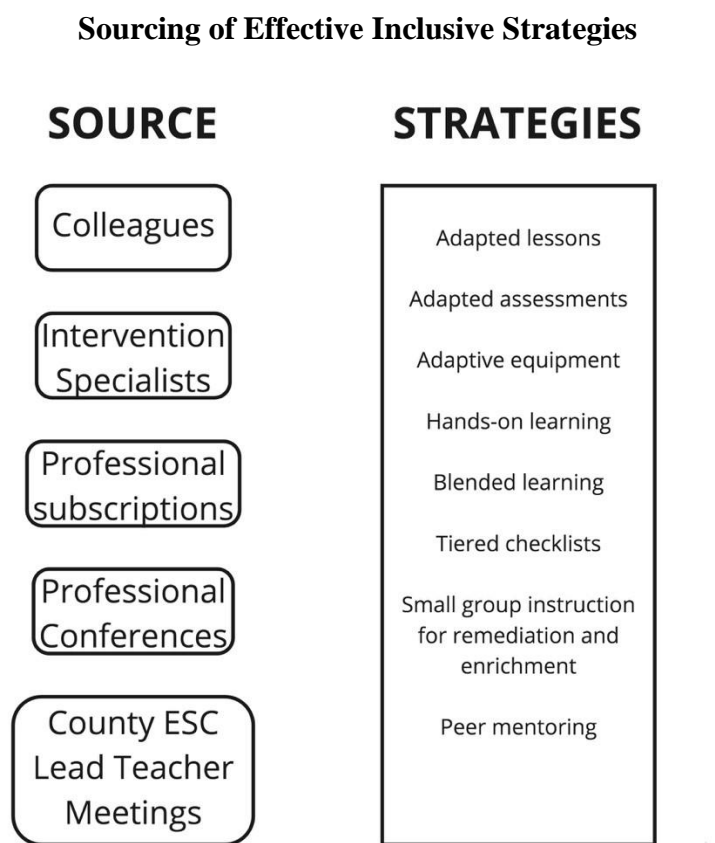 Sourcing of Effective Inclusive Strategies
SOURCE
Colleagues
Intervention
Specialists
Professional
subscriptions
Professional
Conferences
County ESC
Lead Teacher
Meetings
STRATEGIES
Adapted lessons
Adapted assessments
Adaptive equipment
Hands-on learning
Blended learning
Tiered checklists
Small group instruction
for remediation and
enrichment
Peer mentoring